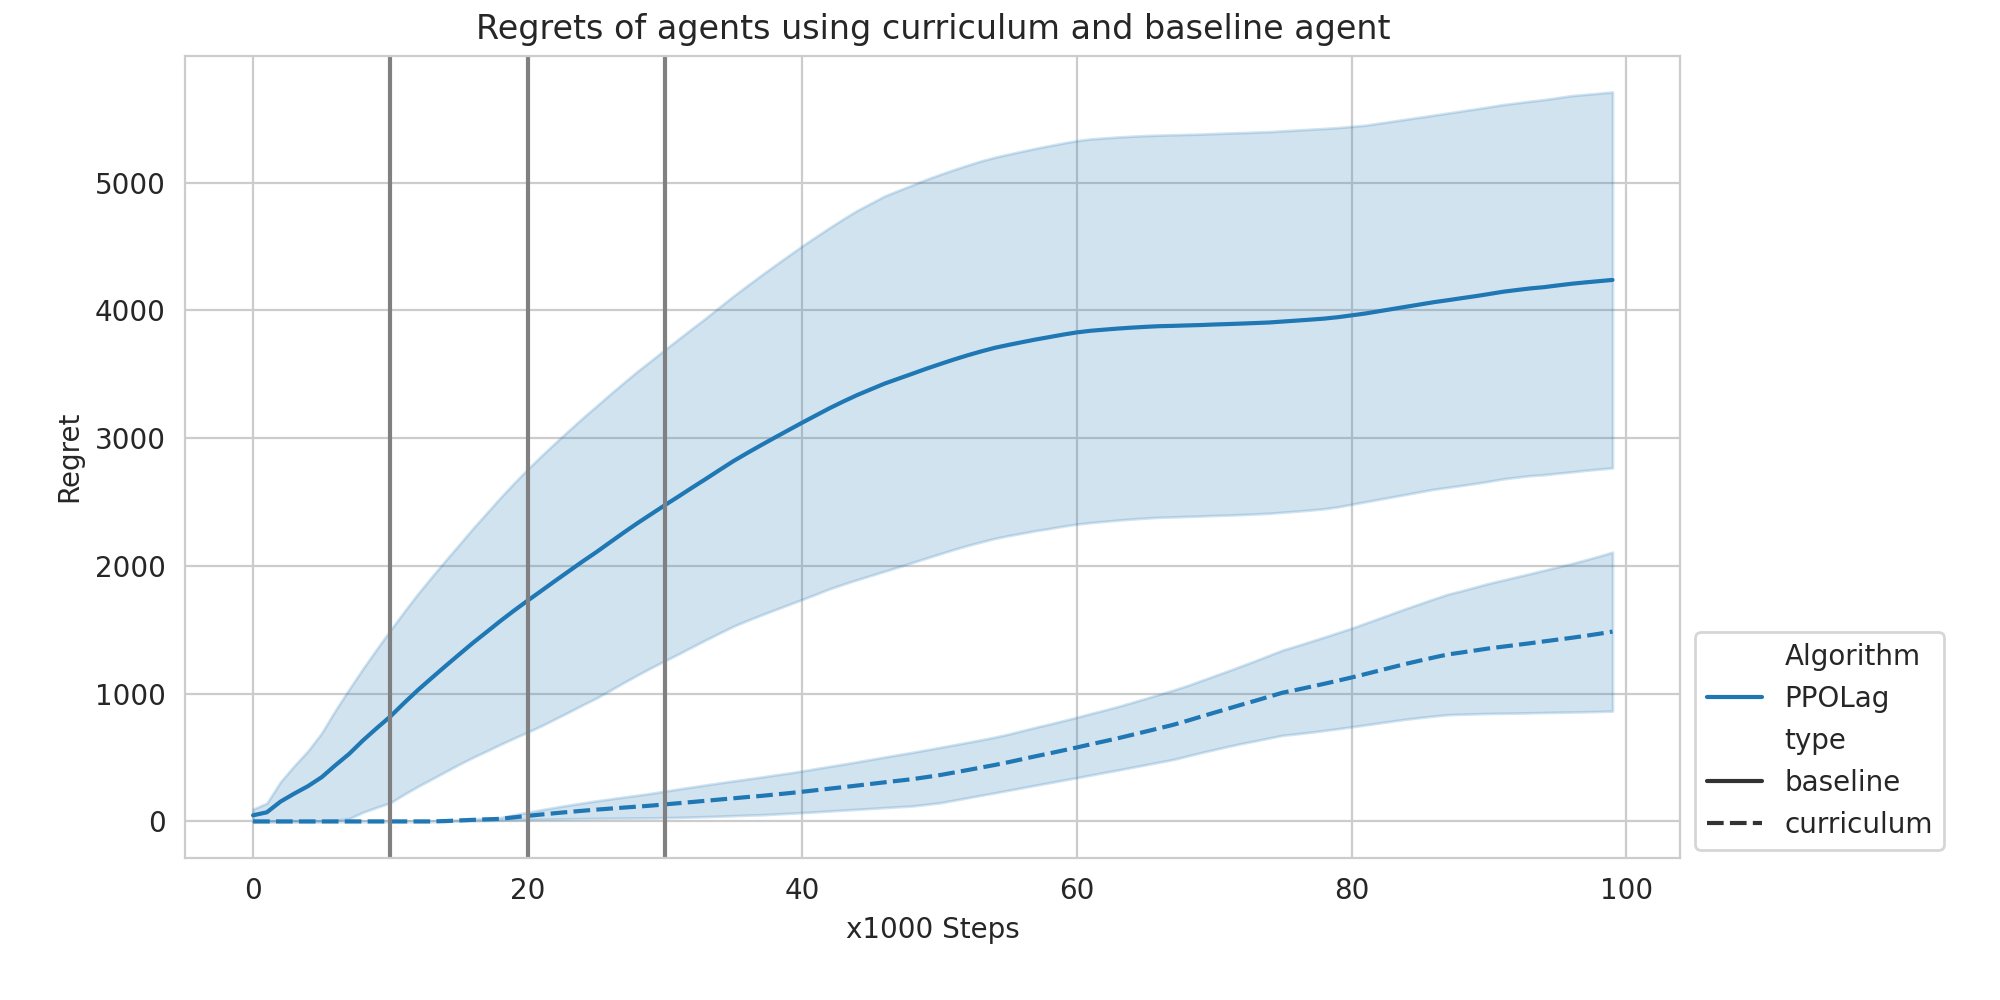 Regrets of agents using curriculum and baseline agent
5000
4000
3000
2000
1000
0
Regret
0 20 40 60 80 100
x1000 Steps
Algorithm
PPOLag
type
baseline
curriculum